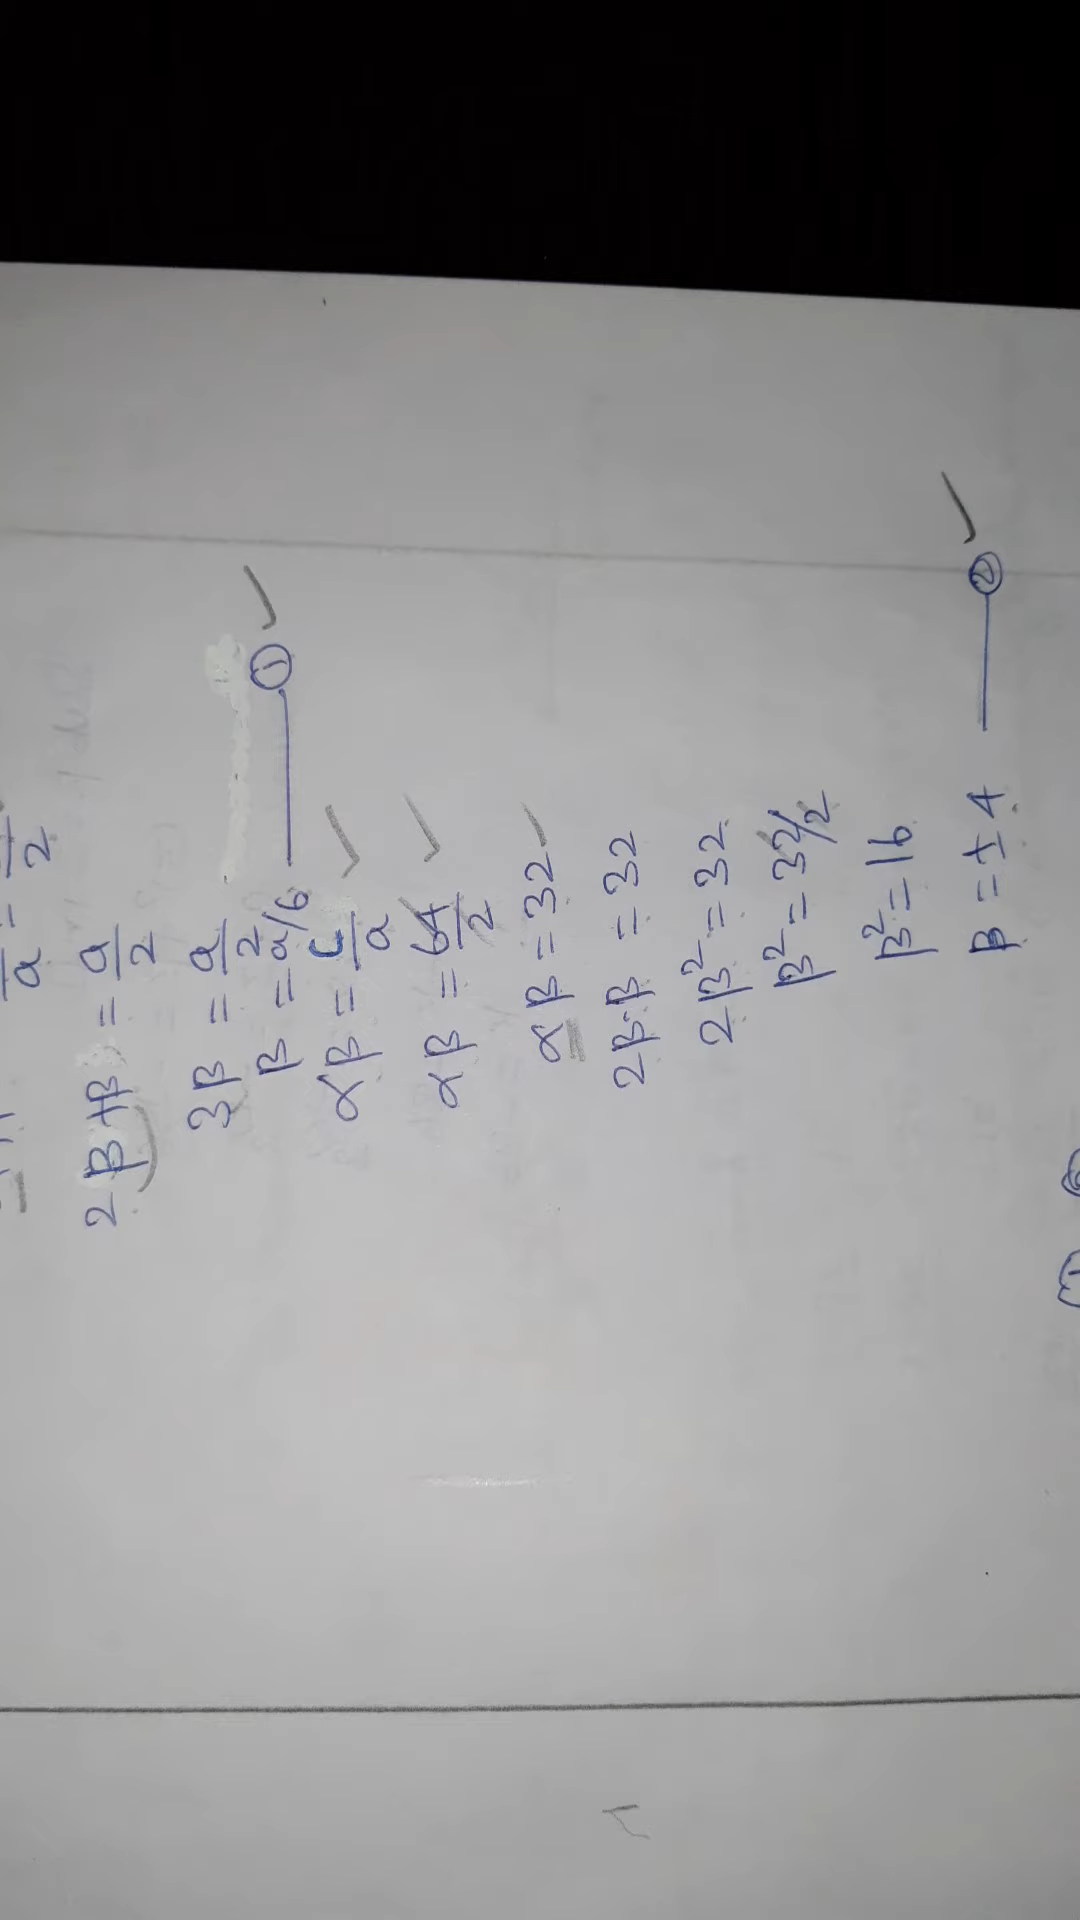 2β+β = a/2
3β = a/2
β = a/6 — ①
αβ = c/a
αβ = 64/2
αβ = 32
2β·β = 32
2β² = 32
β² = 32/2
β² = 16
β = ± 4 — ②